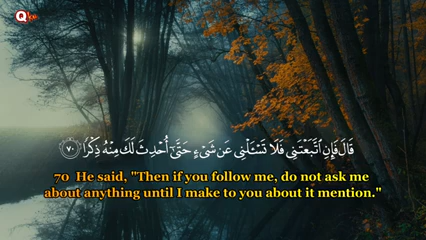 Q
قَالَ فَإِنِ ٱتَّبَعْتَنِى فَلَا تَسْـَٔلْنِى عَن شَىْءٍ حَتَّىٰٓ أُحْدِثَ لَكَ مِنْهُ ذِكْرًا ٧٠
70 He said, "Then if you follow me, do not ask me
about anything until I make to you about it mention."